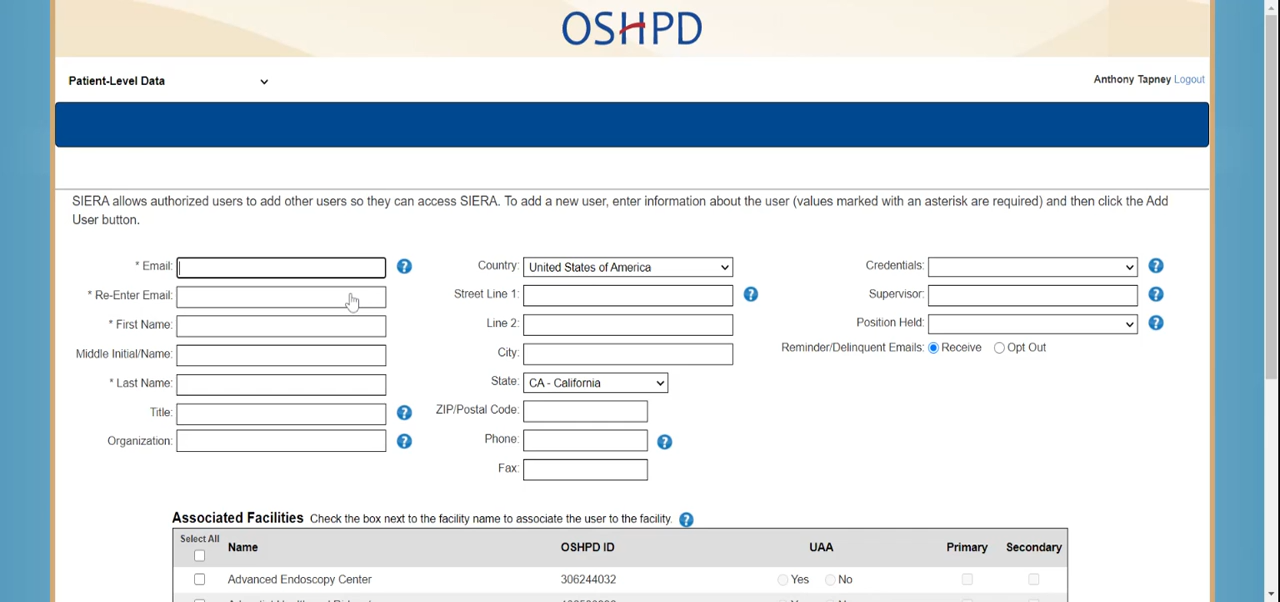 OSHPD
Patient-Level Data
Anthony Tapney Logout
SIERA allows authorized users to add other users so they can access SIERA. To add a new user, enter information about the user (values marked with an asterisk are required) and then click the Add
User button.
* Email:
* Re-Enter Email:
* First Name:
Middle Initial/Name:
* Last Name:
Title:
Organization:
Country: United States of America
Street Line 1:
Line 2:
City:
State: CA - California
ZIP/Postal Code:
Phone:
Fax:
Credentials:
Supervisor:
Position Held:
Reminder/Delinquent Emails: Receive Opt Out
Associated Facilities Check the box next to the facility name to associate the user to the facility.
Select All
Name OSHPD ID UAA Primary Secondary
Advanced Endoscopy Center 306244032 Yes No